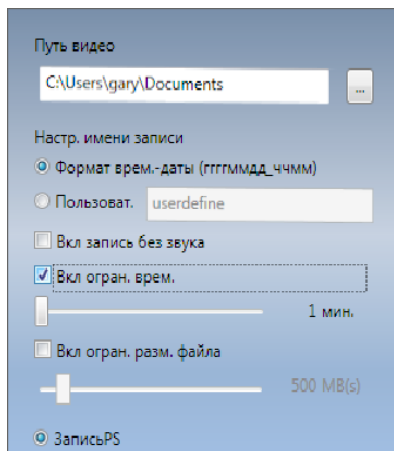 Путь видео
C:\Users\gary\Documents
...
Настр. имени записи
Формат врем.-даты (ггггммдд_ччмм)
Пользоват. userdefine
Вкл запись без звука
Вкл огран. врем.
1 мин.
Вкл огран. разм. файла
500 MB(s)
ЗаписьPS